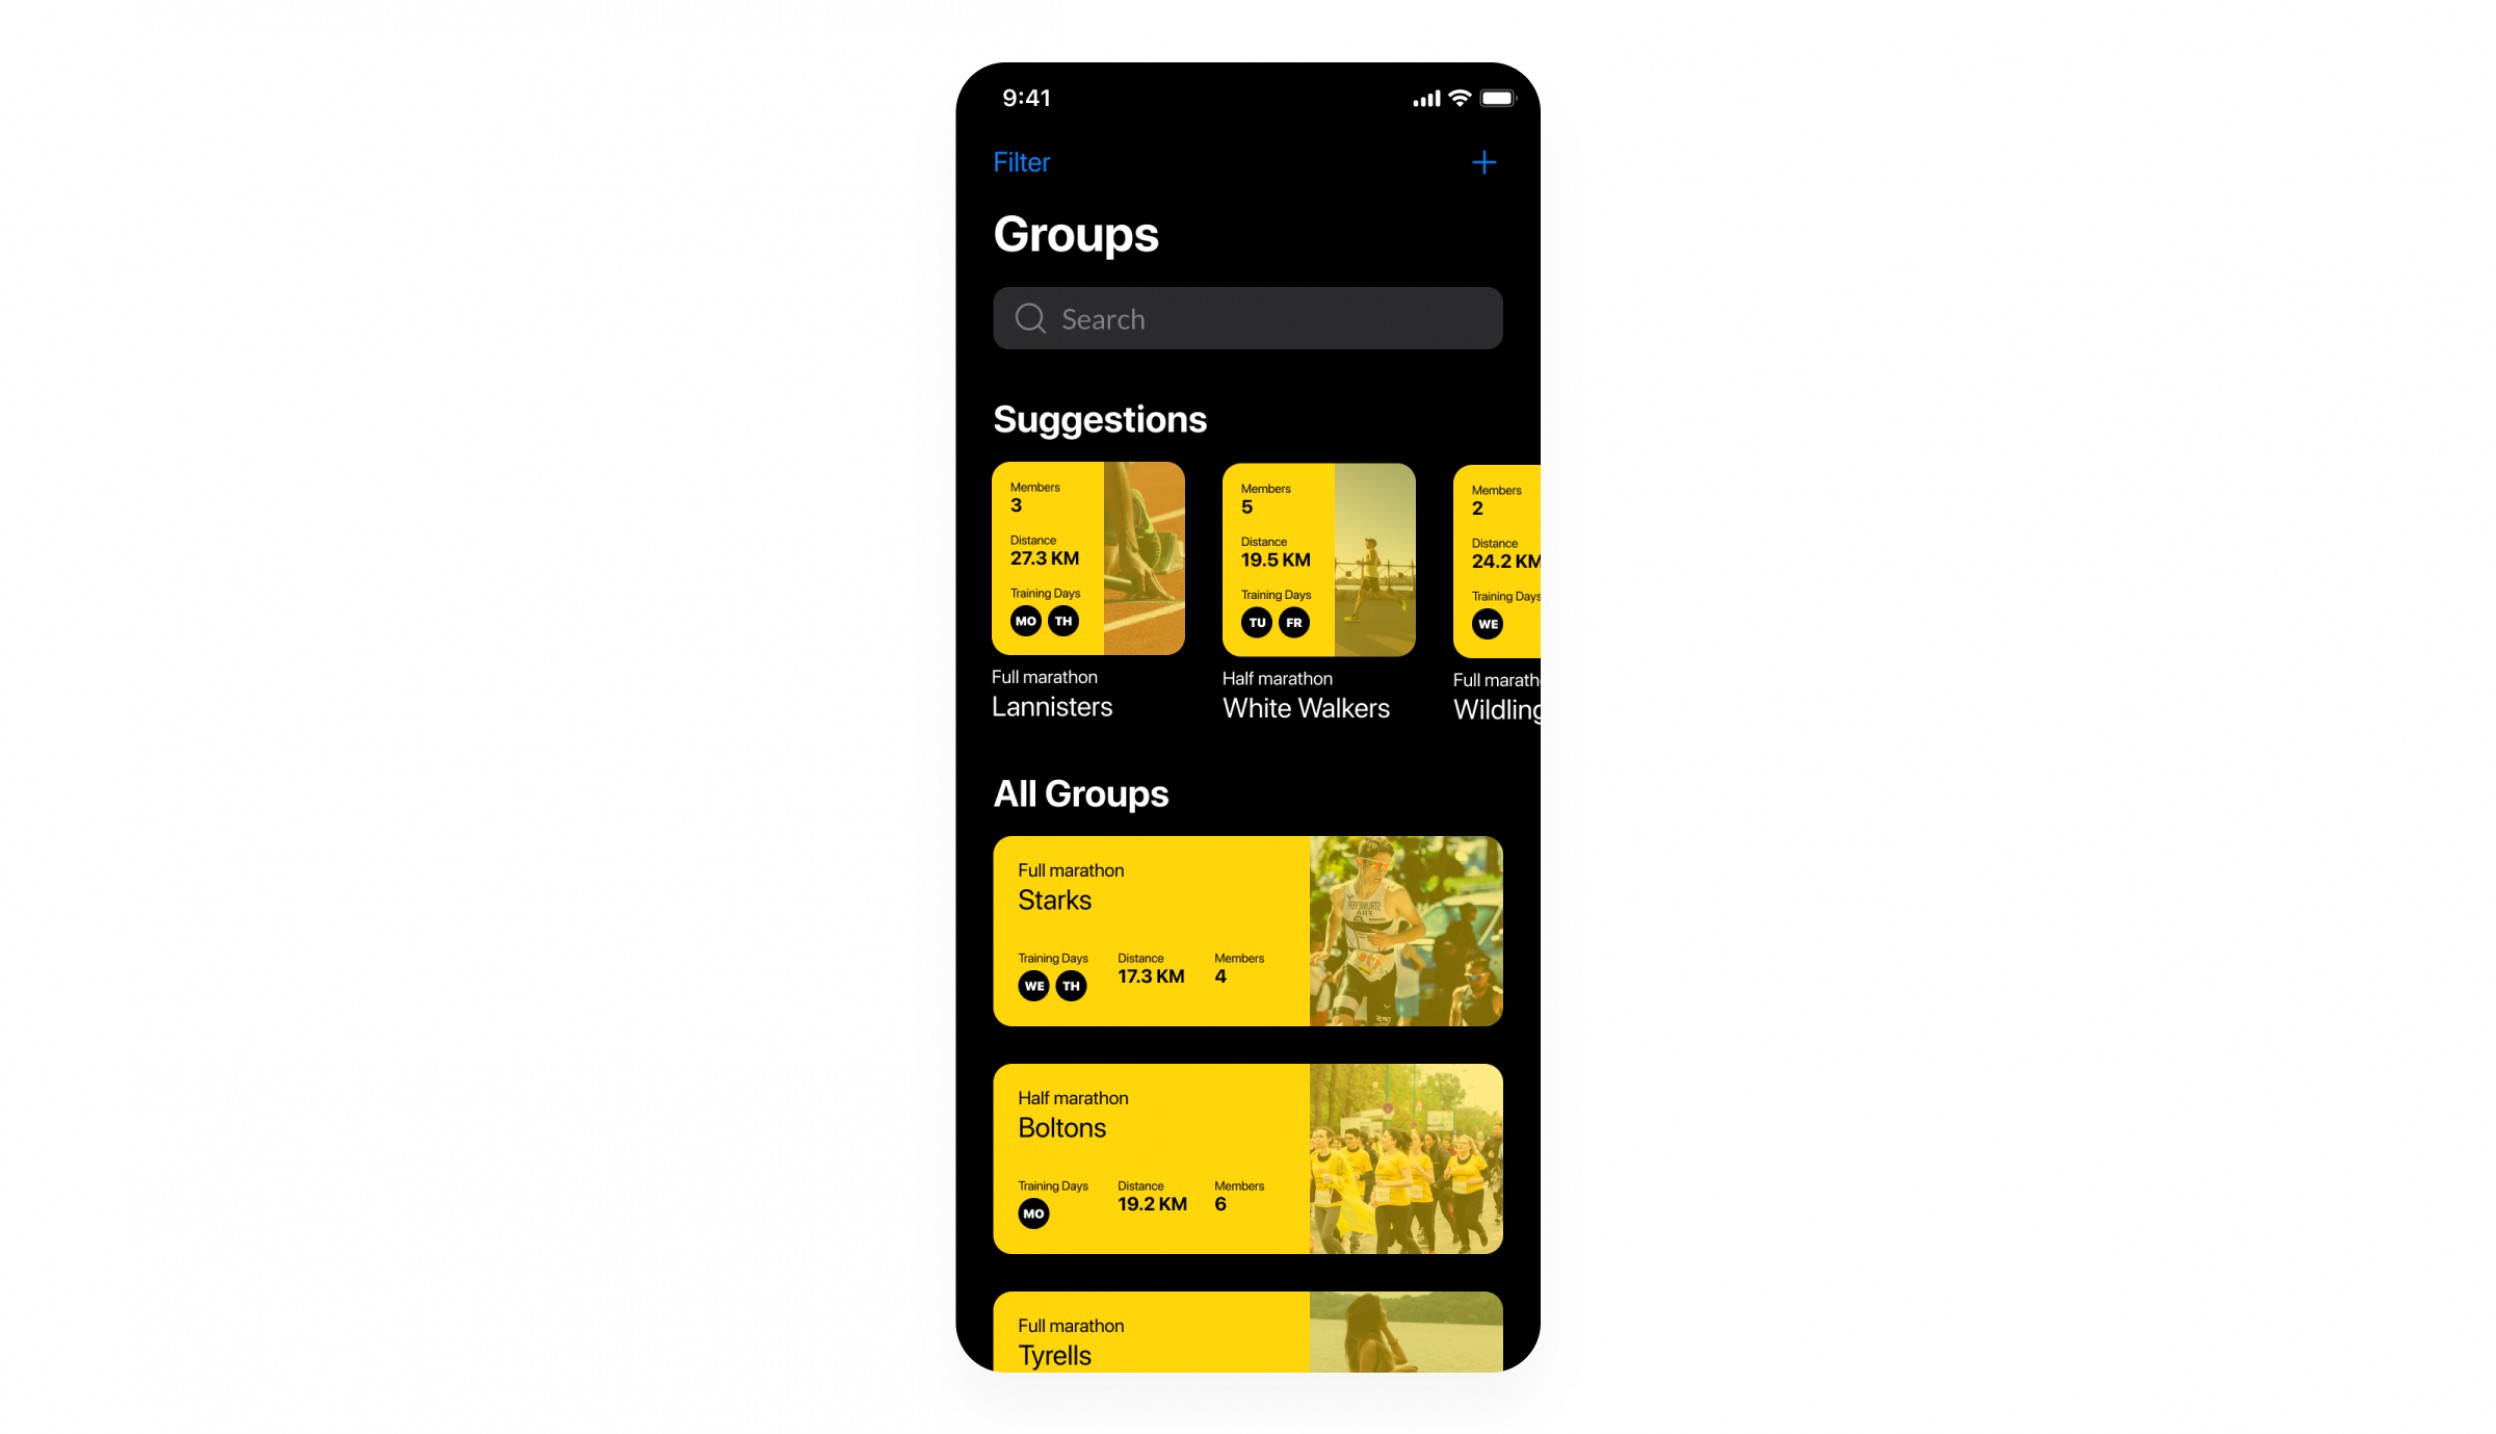 9:41
Filter
Groups
Search
Suggestions
Members
3
Distance
27.3 KM
Training Days
MO TH
Full marathon
Lannisters
Members
5
Distance
19.5 KM
Training Days
TU FR
Half marathon
White Walkers
Members
2
Distance
24.2 KM
Training Days
WE
Full marath
Wildling
All Groups
Full marathon
Starks
Training Days Distance Members
WE TH 17.3 KM 4
Half marathon
Boltons
Training Days Distance Members
MO 19.2 KM 6
Full marathon
Tyrells